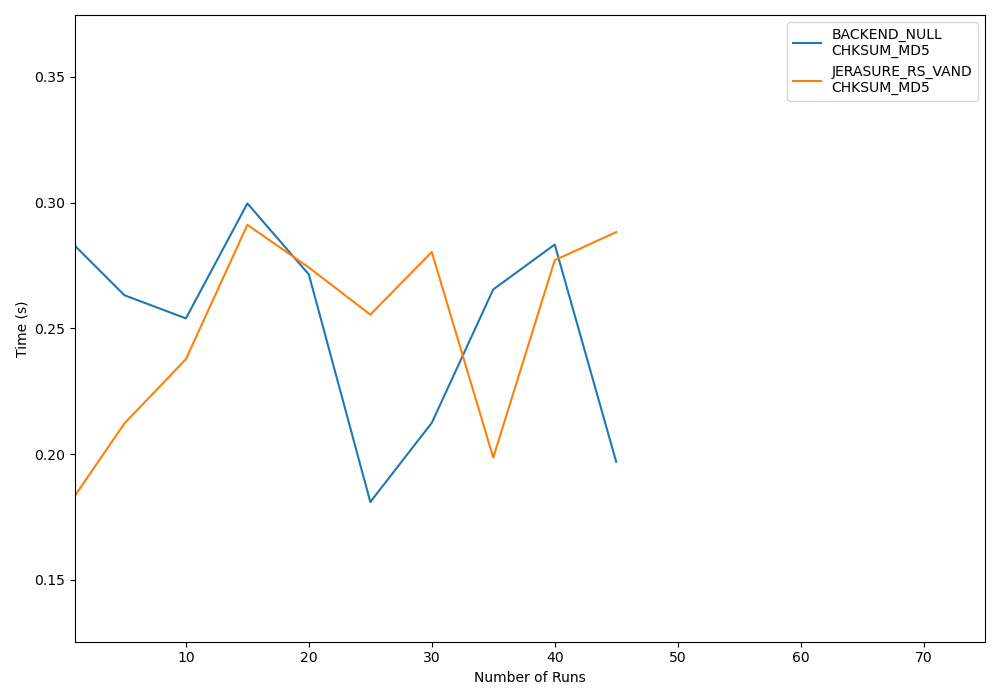 BACKEND_NULL
CHKSUM_MD5
JERASURE_RS_VAND
CHKSUM_MD5
0.35
0.30
0.25
0.20
0.15
Time (s)
10 20 30 40 50 60 70
Number of Runs